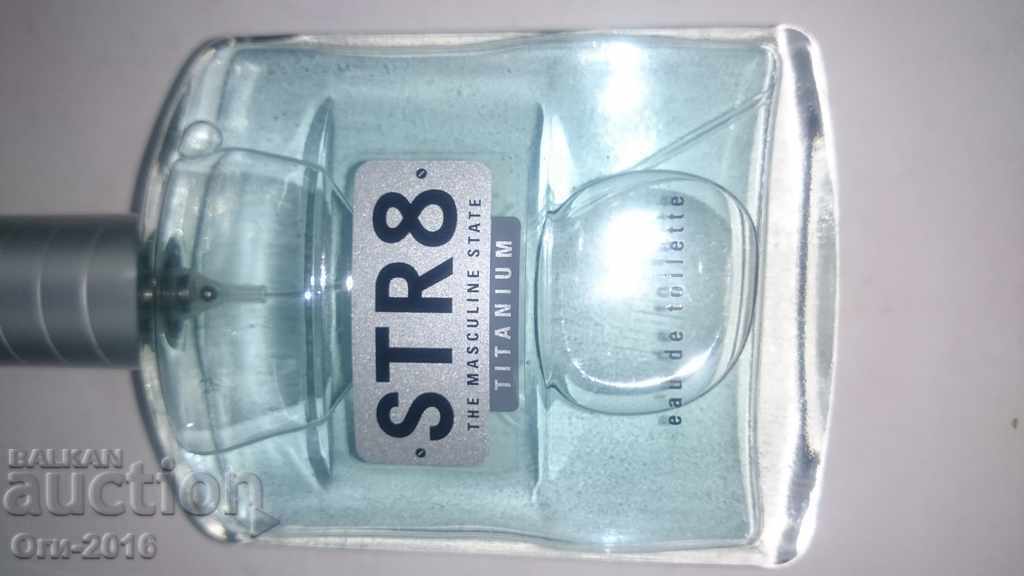 STR8
THE MASCULINE STATE
TITANIUM
eau de toilette
BALKAN
auction
Оги-2016